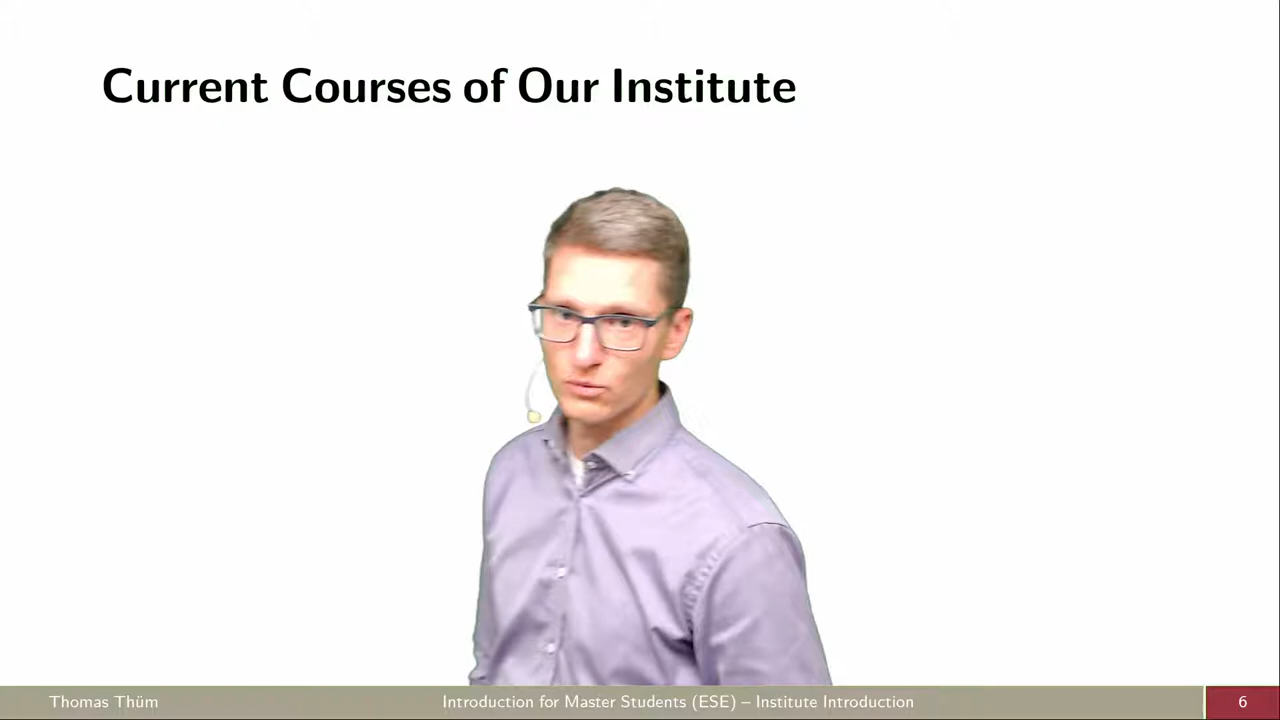 Current Courses of Our Institute
Thomas Thüm
Introduction for Master Students (ESE) – Institute Introduction
6